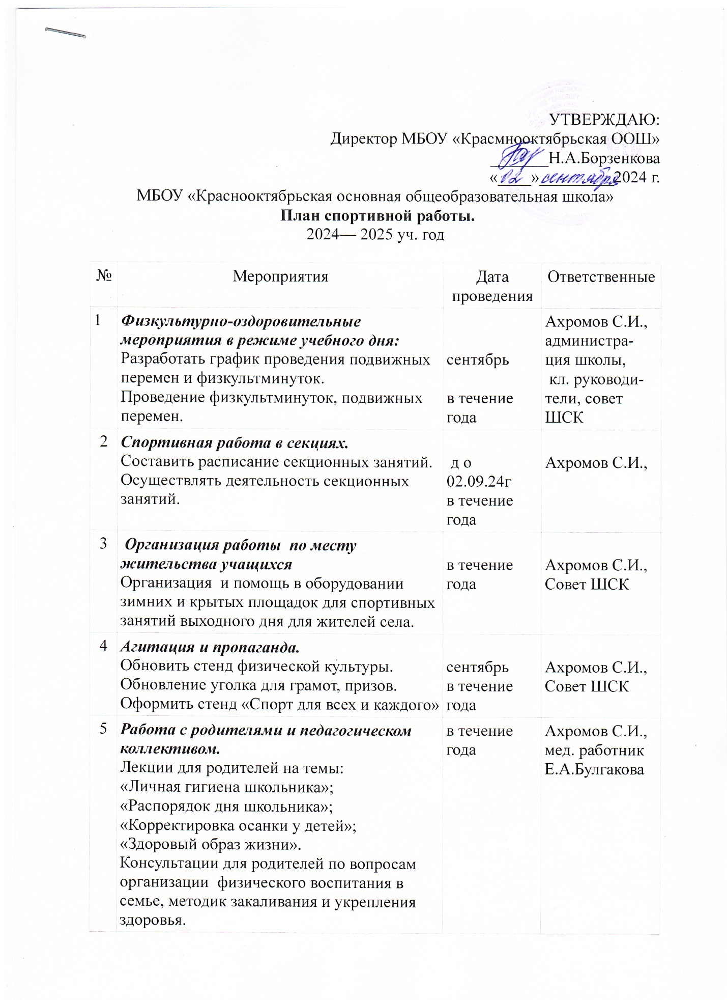 УТВЕРЖДАЮ:
Директор МБОУ «Красмнооктябрьская ООШ»
_______Н.А.Борзенкова
«02» сентября 2024 г.
МБОУ «Краснооктябрьская основная общеобразовательная школа»
План спортивной работы.
2024— 2025 уч. год
№ Мероприятия Дата проведения Ответственные
1
Физкультурно-оздоровительные
мероприятия в режиме учебного дня:
Разработать график проведения подвижных
перемен и физкультминуток.
Проведение физкультминуток, подвижных
перемен.
сентябрь
в течение
года
Ахромов С.И.,
администра-
ция школы,
кл. руководи-
тели, совет
ШСК
2
Спортивная работа в секциях.
Составить расписание секционных занятий.
Осуществлять деятельность секционных
занятий.
д о
02.09.24г
в течение
года
Ахромов С.И.,
3
Организация работы по месту
жительства учащихся
Организация и помощь в оборудовании
зимних и крытых площадок для спортивных
занятий выходного дня для жителей села.
в течение
года
Ахромов С.И.,
Совет ШСК
4
Агитация и пропаганда.
Обновить стенд физической культуры.
Обновление уголка для грамот, призов.
Оформить стенд «Спорт для всех и каждого»
сентябрь
в течение
года
Ахромов С.И.,
Совет ШСК
5
Работа с родителями и педагогическом
коллективом.
Лекции для родителей на темы:
«Личная гигиена школьника»;
«Распорядок дня школьника»;
«Корректировка осанки у детей»;
«Здоровый образ жизни».
Консультации для родителей по вопросам
организации физического воспитания в
семье, методик закаливания и укрепления
здоровья.
в течение
года
Ахромов С.И.,
мед. работник
Е.А.Булгакова